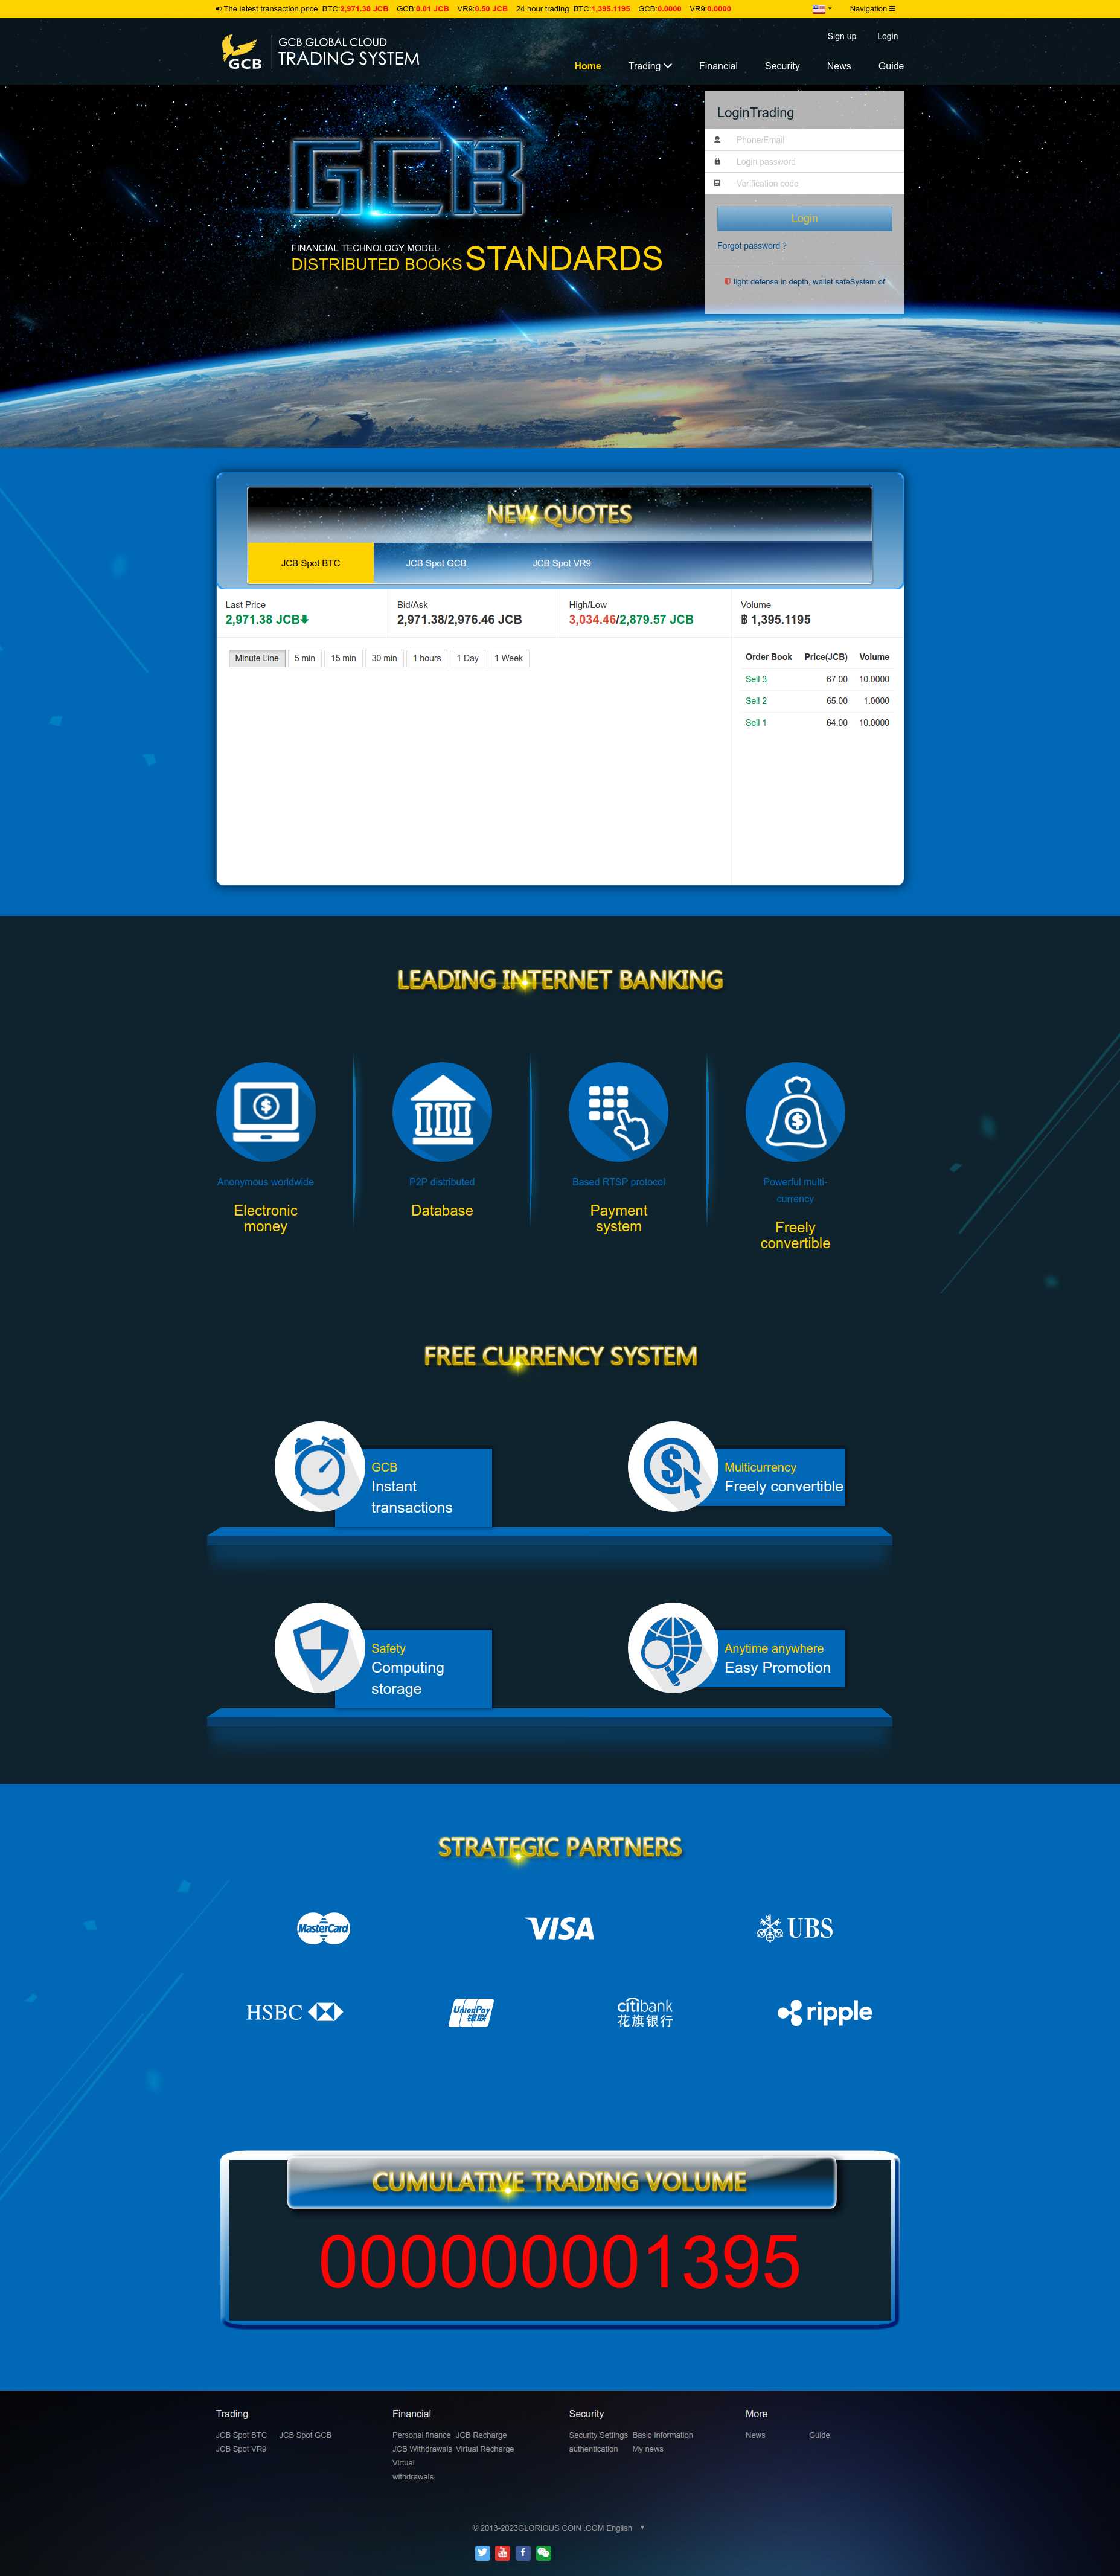 The latest transaction price BTC:2,971.38 JCB GCB:0.01 JCB VR9:0.50 JCB 24 hour trading BTC:1,395.1195 GCB:0.0000 VR9:0.0000 Navigation
Sign up Login
GCB
GCB GLOBAL CLOUD
TRADING SYSTEM
Home Trading Financial Security News Guide
GCB
FINANCIAL TECHNOLOGY MODEL
DISTRIBUTED BOOKS STANDARDS
LoginTrading
Phone/Email
Login password
Verification code
Login
Forgot password ?
tight defense in depth, wallet safeSystem of
NEW QUOTES
JCB Spot BTC JCB Spot GCB JCB Spot VR9
Last Price Bid/Ask High/Low Volume
2,971.38 JCB 2,971.38/2,976.46 JCB 3,034.46/2,879.57 JCB ฿ 1,395.1195
Minute Line 5 min 15 min 30 min 1 hours 1 Day 1 Week
Order Book Price(JCB) Volume
Sell 3 67.00 10.0000
Sell 2 65.00 1.0000
Sell 1 64.00 10.0000
LEADING INTERNET BANKING
Anonymous worldwide
Electronic
money
P2P distributed
Database
Based RTSP protocol
Payment
system
Powerful multi-
currency
Freely
convertible
FREE CURRENCY SYSTEM
GCB
Instant
transactions
Multicurrency
Freely convertible
Safety
Computing
storage
Anytime anywhere
Easy Promotion
STRATEGIC PARTNERS
MasterCard VISA UBS
HSBC UnionPay 银联 citibank 花旗银行 ripple
CUMULATIVE TRADING VOLUME
000000001395
Trading
JCB Spot BTC JCB Spot GCB
JCB Spot VR9
Financial
Personal finance JCB Recharge
JCB Withdrawals Virtual Recharge
Virtual
withdrawals
Security
Security Settings Basic Information
authentication My news
More
News Guide
© 2013-2023GLORIOUS COIN .COM English